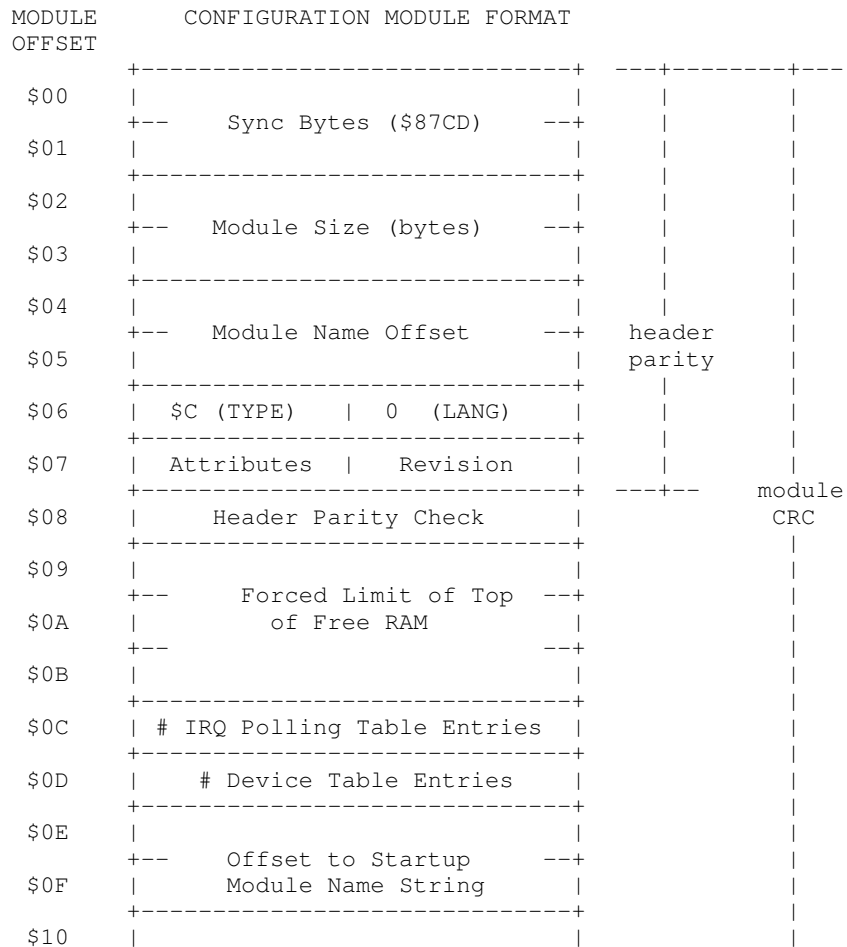 MODULE      CONFIGURATION MODULE FORMAT
OFFSET
        +------------------------------+  ---+--------+---
 $00    |                              |     |        |
        +--    Sync Bytes ($87CD)    --+     |        |
 $01    |                              |     |        |
        +------------------------------+     |        |
 $02    |                              |     |        |
        +--   Module Size (bytes)    --+     |        |
 $03    |                              |     |        |
        +------------------------------+     |        |
 $04    |                              |     |        |
        +--   Module Name Offset     --+  header      |
 $05    |                              |  parity      |
        +------------------------------+     |        |
 $06    |  $C (TYPE)   |  0  (LANG)    |     |        |
        +------------------------------+     |        |
 $07    |  Attributes  |   Revision    |     |        |
        +------------------------------+  ---+--    module
 $08    |     Header Parity Check      |             CRC
        +------------------------------+              |
 $09    |                              |              |
        +--     Forced Limit of Top  --+              |
 $0A    |         of Free RAM          |              |
        +--                          --+              |
 $0B    |                              |              |
        +------------------------------+              |
 $0C    | # IRQ Polling Table Entries  |              |
        +------------------------------+              |
 $0D    |    # Device Table Entries    |              |
        +------------------------------+              |
 $0E    |                              |              |
        +--    Offset to Startup     --+              |
 $0F    |      Module Name String      |              |
        +------------------------------+              |
 $10    |                              |              |